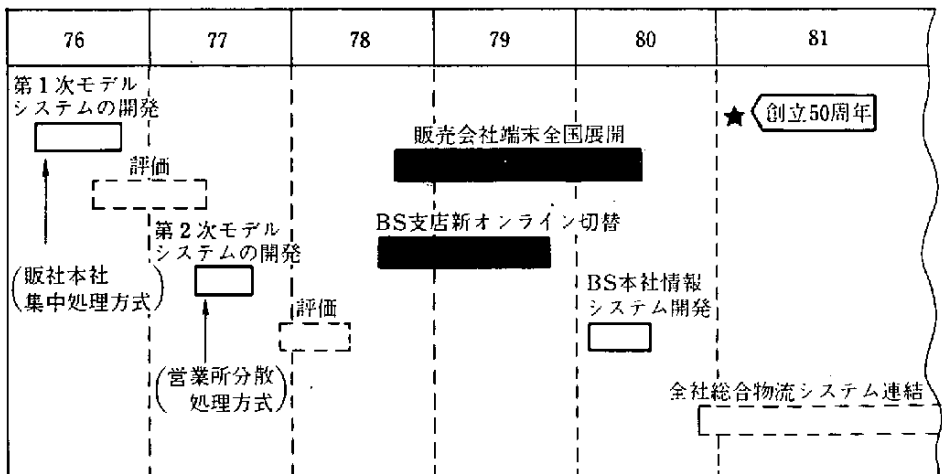 76 77 78 79 80 81
第1次モデル
システムの開発
創立50周年
販売会社端末全国展開
評価
第2次モデル
システムの開発
BS支店新オンライン切替
(販社本社
集中処理方式)
BS本社情報
システム開発
評価
(営業所分散
処理方式)
全社総合物流システム連結